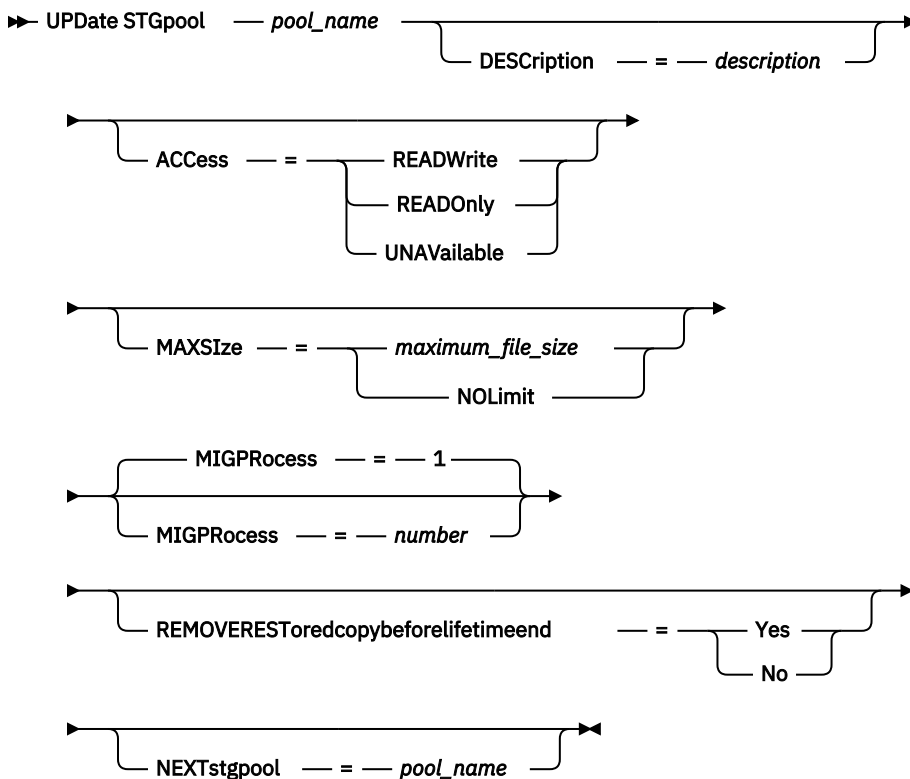 UPDate STGpool — pool_name
DESCription — = — description
ACCess — = — READWrite
READOnly
UNAVailable
MAXSIze — = — maximum_file_size
NOLimit
MIGPRocess — = — 1
MIGPRocess — = — number
REMOVERESToredcopybeforelifetimeend — = — Yes
No
NEXTstgpool — = — pool_name